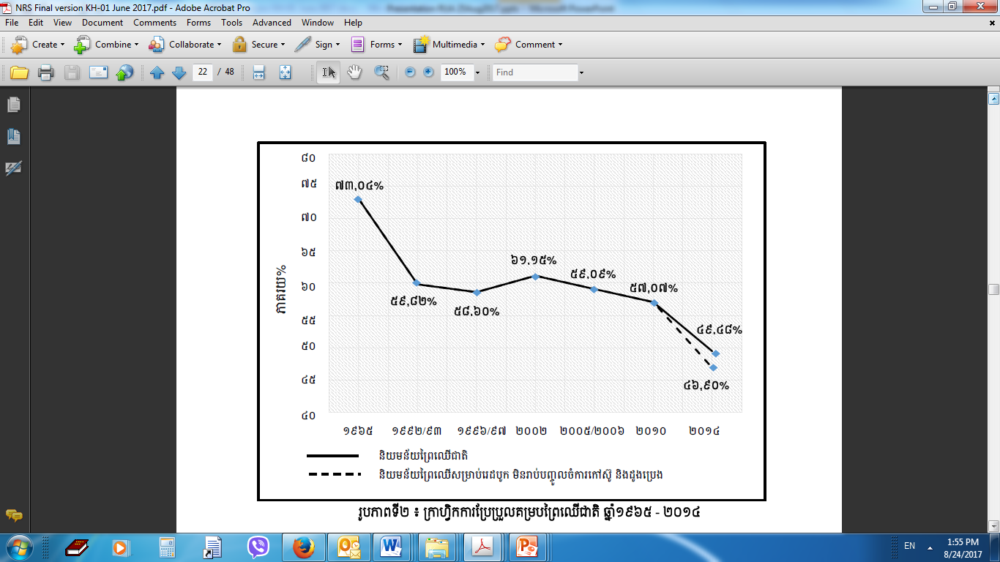 NRS Final version KH-01 June 2017.pdf - Adobe Acrobat Pro
File Edit View Document Comments Forms Tools Advanced Window Help
Create Combine Collaborate Secure Sign Forms Multimedia Comment
22 / 48 100% Find
៨០
៧៥
៧០
៦៥
៦០
៥៥
៥០
៤៥
៤០
ភាគរយ%
៧៣,០៤%
៥៩,៨២%
៥៨,៦០%
៦១,១៥%
៥៩,០៩%
៥៧,០៧%
៤៩,៤៨%
៤៦,៩០%
១៩៦៥ ១៩៩២/៩៣ ១៩៩៦/៩៧ ២០០២ ២០០៥/២០០៦ ២០១០ ២០១៤
និយមន័យព្រៃឈើជាតិ
និយមន័យព្រៃឈើសម្រាប់រេដបូក មិនរាប់បញ្ចូលចំការកៅស៊ូ និងដូងប្រេង
រូបភាពទី២ ៖ ក្រាហ្វិកការប្រែប្រួលគម្របព្រៃឈើជាតិ ឆ្នាំ១៩៦៥ - ២០១៤
EN 1:55 PM
8/24/2017